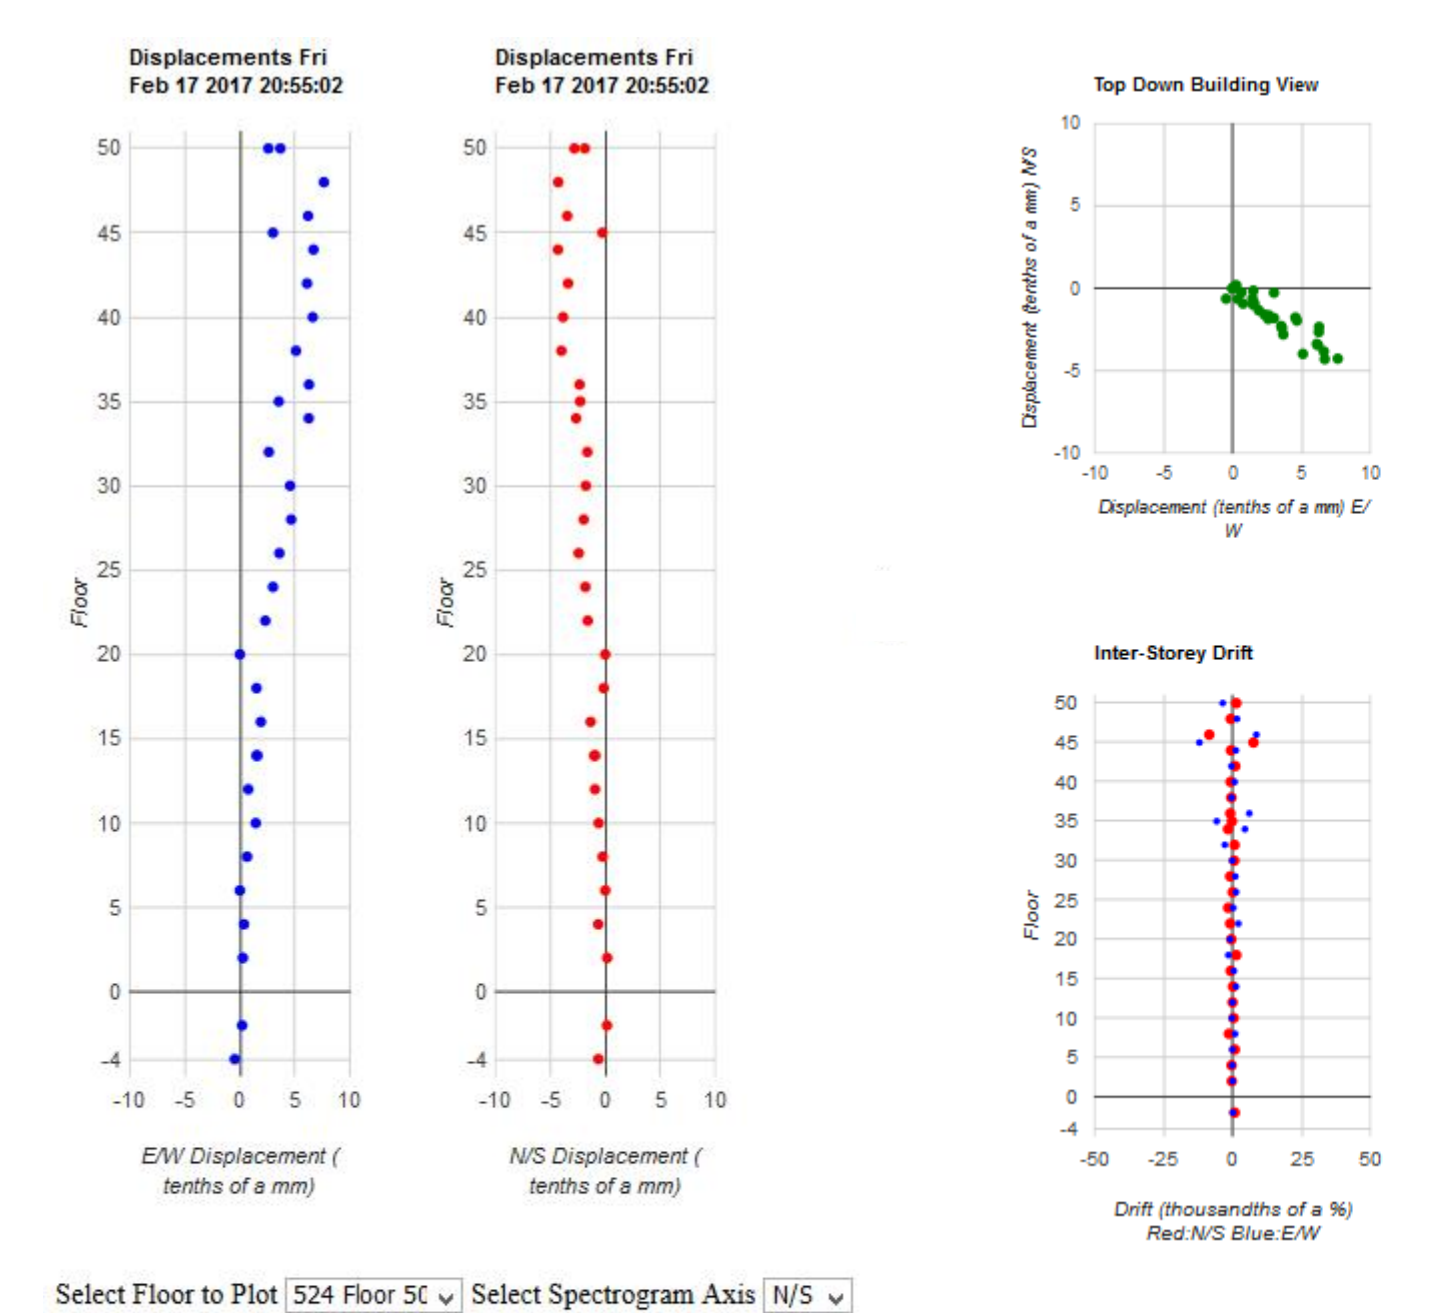 Displacements Fri
Feb 17 2017 20:55:02
50
45
40
35
30
25
20
15
10
5
0
-4
Floor
-10 -5 0 5 10
E/W Displacement (
tenths of a mm)
Displacements Fri
Feb 17 2017 20:55:02
50
45
40
35
30
25
20
15
10
5
0
-4
Floor
-10 -5 0 5 10
N/S Displacement (
tenths of a mm)
Top Down Building View
10
5
0
-5
-10
Displacement (tenths of a mm) N/S
-10 -5 0 5 10
Displacement (tenths of a mm) E/
W
Inter-Storey Drift
50
45
40
35
30
25
20
15
10
5
0
-4
Floor
-50 -25 0 25 50
Drift (thousandths of a %)
Red:N/S Blue:E/W
Select Floor to Plot 524 Floor 50 Select Spectrogram Axis N/S